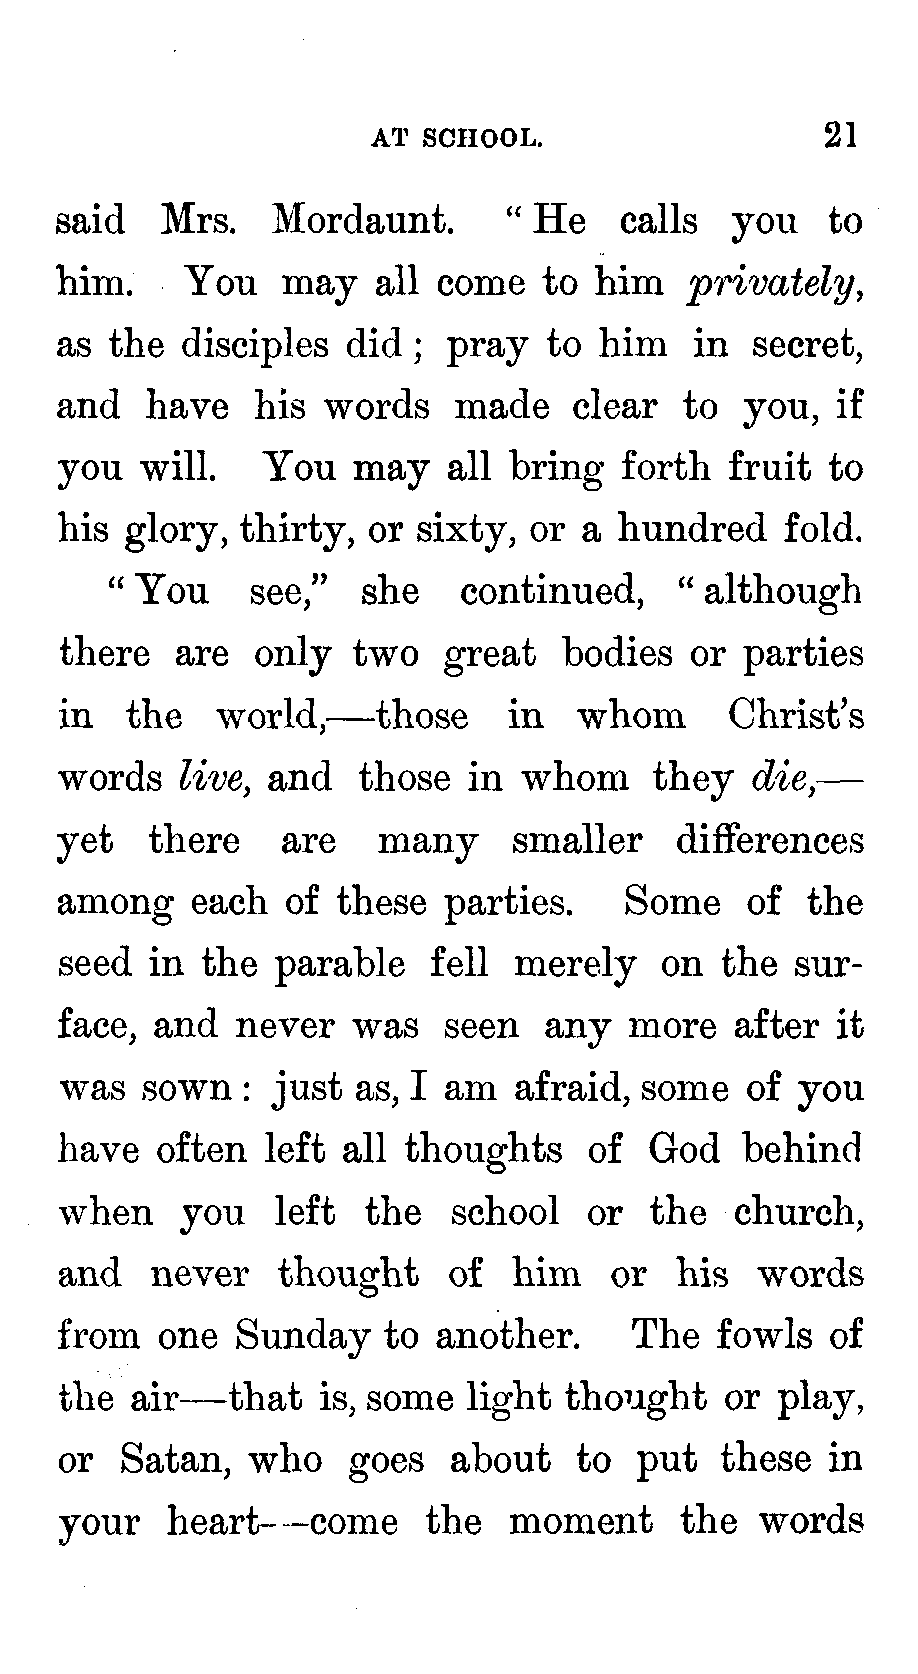 AT SCHOOL. 21
said Mrs. Mordaunt. "He calls you to
him. You may all come to him privately,
as the disciples did; pray to him in secret,
and have his words made clear to you, if
you will. You may all bring forth fruit to
his glory, thirty, or sixty, or a hundred fold.
"You see," she continued, "although
there are only two great bodies or parties
in the world,—those in whom Christ's
words live, and those in whom they die,—
yet there are many smaller differences
among each of these parties. Some of the
seed in the parable fell merely on the sur-
face, and never was seen any more after it
was sown: just as, I am afraid, some of you
have often left all thoughts of God behind
when you left the school or the church,
and never thought of him or his words
from one Sunday to another. The fowls of
the air—that is, some light thought or play,
or Satan, who goes about to put these in
your heart—come the moment the words